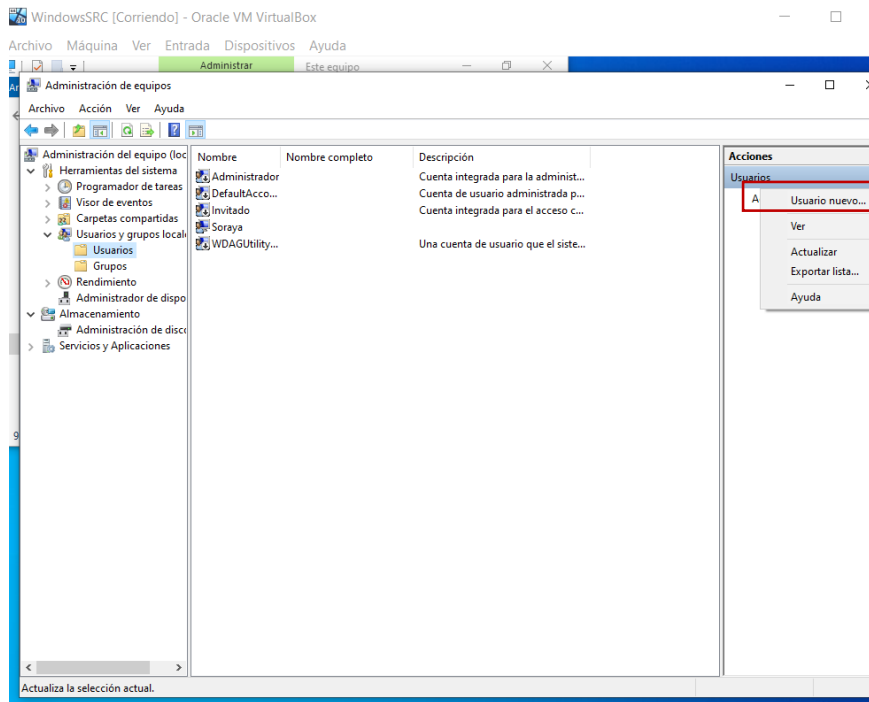 WindowsSRC [Corriendo] - Oracle VM VirtualBox
Archivo Máquina Ver Entrada Dispositivos Ayuda
Administrar Este equipo
Administración de equipos
Archivo Acción Ver Ayuda
Administración del equipo (loc
Herramientas del sistema
Programador de tareas
Visor de eventos
Carpetas compartidas
Usuarios y grupos local
Usuarios
Grupos
Rendimiento
Administrador de dispo
Almacenamiento
Administración de disco
Servicios y Aplicaciones
Nombre Nombre completo Descripción
Administrador Cuenta integrada para la administ...
DefaultAcco... Cuenta de usuario administrada p...
Invitado Cuenta integrada para el acceso c...
Soraya
WDAGUtility... Una cuenta de usuario que el siste...
Acciones
Usuarios
A
Usuario nuevo...
Ver
Actualizar
Exportar lista...
Ayuda
9
Actualiza la selección actual.